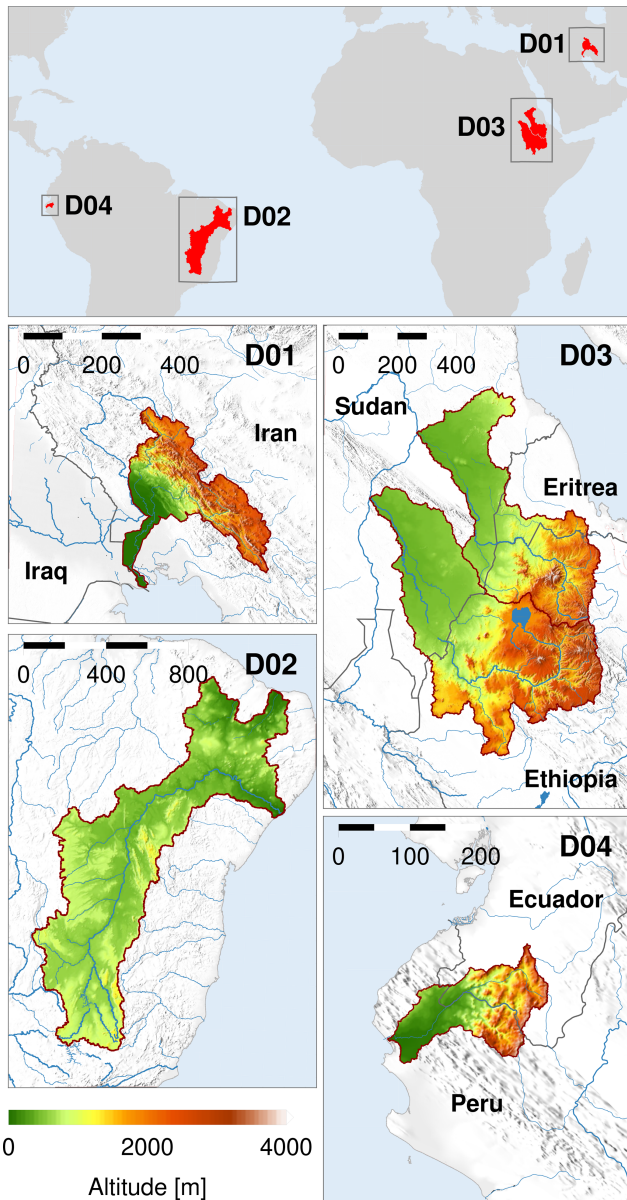 D01
D03
D04
D02
D01
0 200 400
Iran
Iraq
D03
0 200 400
Sudan
Eritrea
Ethiopia
D02
0 400 800
D04
0 100 200
Ecuador
Peru
0 2000 4000
Altitude [m]